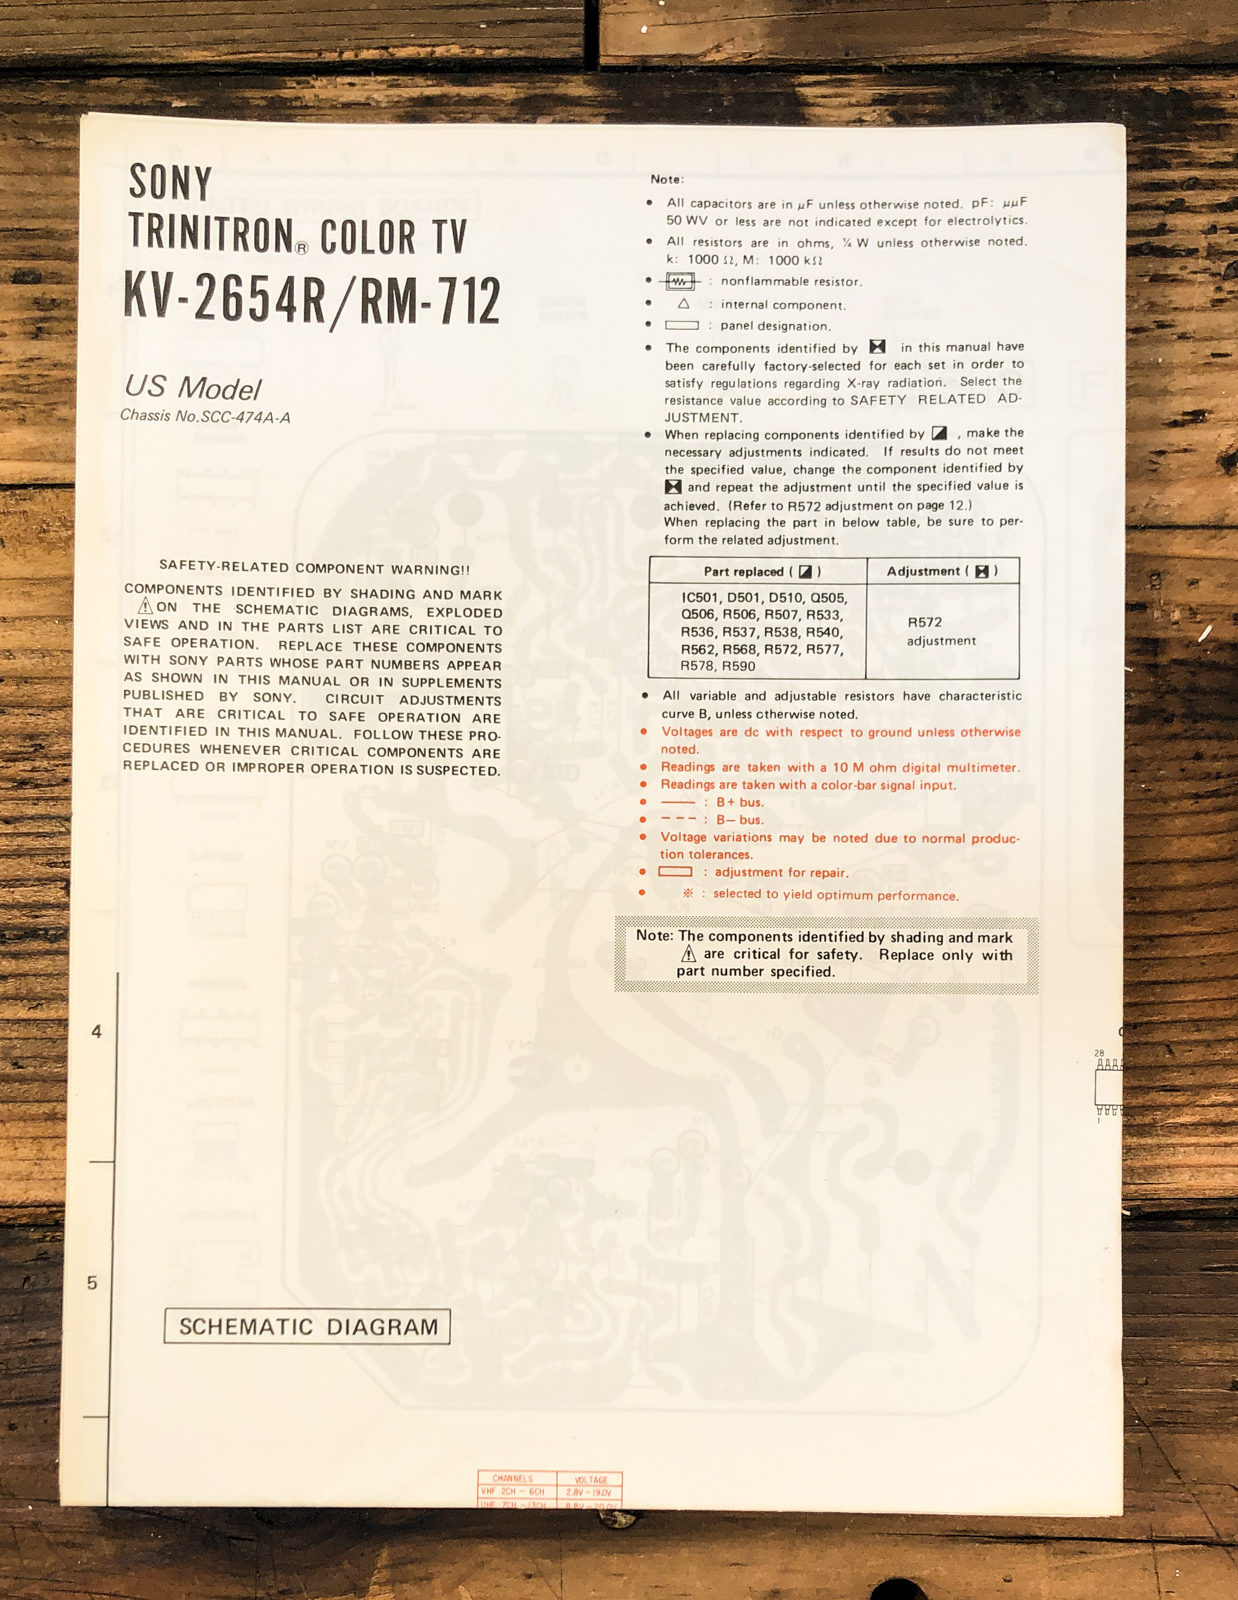 SONY
TRINITRON® COLOR TV
KV-2654R/RM-712
US Model
Chassis No.SCC-474A-A
SAFETY-RELATED COMPONENT WARNING!!
COMPONENTS IDENTIFIED BY SHADING AND MARK
⚠ ON THE SCHEMATIC DIAGRAMS, EXPLODED
VIEWS AND IN THE PARTS LIST ARE CRITICAL TO
SAFE OPERATION. REPLACE THESE COMPONENTS
WITH SONY PARTS WHOSE PART NUMBERS APPEAR
AS SHOWN IN THIS MANUAL OR IN SUPPLEMENTS
PUBLISHED BY SONY. CIRCUIT ADJUSTMENTS
THAT ARE CRITICAL TO SAFE OPERATION ARE
IDENTIFIED IN THIS MANUAL. FOLLOW THESE PRO-
CEDURES WHENEVER CRITICAL COMPONENTS ARE
REPLACED OR IMPROPER OPERATION IS SUSPECTED.
4
5
SCHEMATIC DIAGRAM
Note:
• All capacitors are in µF unless otherwise noted. pF: µµF
50 WV or less are not indicated except for electrolytics.
• All resistors are in ohms, ¼ W unless otherwise noted.
k: 1000 Ω, M: 1000 kΩ
• : nonflammable resistor.
• △ : internal component.
• : panel designation.
• The components identified by in this manual have
been carefully factory-selected for each set in order to
satisfy regulations regarding X-ray radiation. Select the
resistance value according to SAFETY RELATED AD-
JUSTMENT.
• When replacing components identified by , make the
necessary adjustments indicated. If results do not meet
the specified value, change the component identified by
and repeat the adjustment until the specified value is
achieved. (Refer to R572 adjustment on page 12.)
When replacing the part in below table, be sure to per-
form the related adjustment.
Part replaced ( ) Adjustment ( )
IC501, D501, D510, Q505,
Q506, R506, R507, R533,
R536, R537, R538, R540,
R562, R568, R572, R577,
R578, R590
R572
adjustment
• All variable and adjustable resistors have characteristic
curve B, unless otherwise noted.
• Voltages are dc with respect to ground unless otherwise
noted.
• Readings are taken with a 10 M ohm digital multimeter.
• Readings are taken with a color-bar signal input.
• —— : B+ bus.
• – – – : B– bus.
• Voltage variations may be noted due to normal produc-
tion tolerances.
• : adjustment for repair.
• ※ : selected to yield optimum performance.
Note: The components identified by shading and mark
⚠ are critical for safety. Replace only with
part number specified.
28
1
CHANNELS VOLTAGE
VHF 2CH – 6CH 2.8V – 19.0V